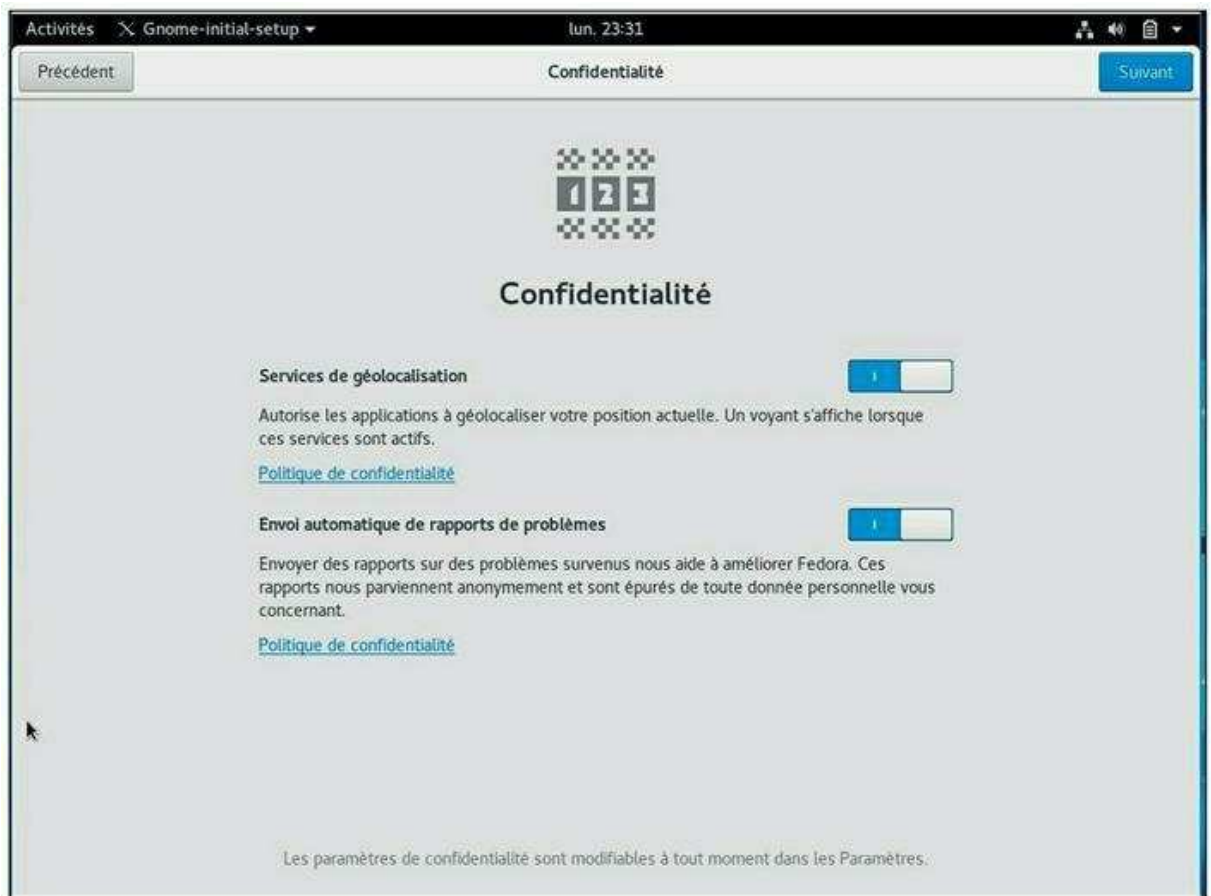 Activités Gnome-initial-setup lun. 23:31
Précédent Confidentialité Suivant
1 2 3
Confidentialité
Services de géolocalisation
Autorise les applications à géolocaliser votre position actuelle. Un voyant s'affiche lorsque
ces services sont actifs.
Politique de confidentialité
Envoi automatique de rapports de problèmes
Envoyer des rapports sur des problèmes survenus nous aide à améliorer Fedora. Ces
rapports nous parviennent anonymement et sont épurés de toute donnée personnelle vous
concernant.
Politique de confidentialité
Les paramètres de confidentialité sont modifiables à tout moment dans les Paramètres.